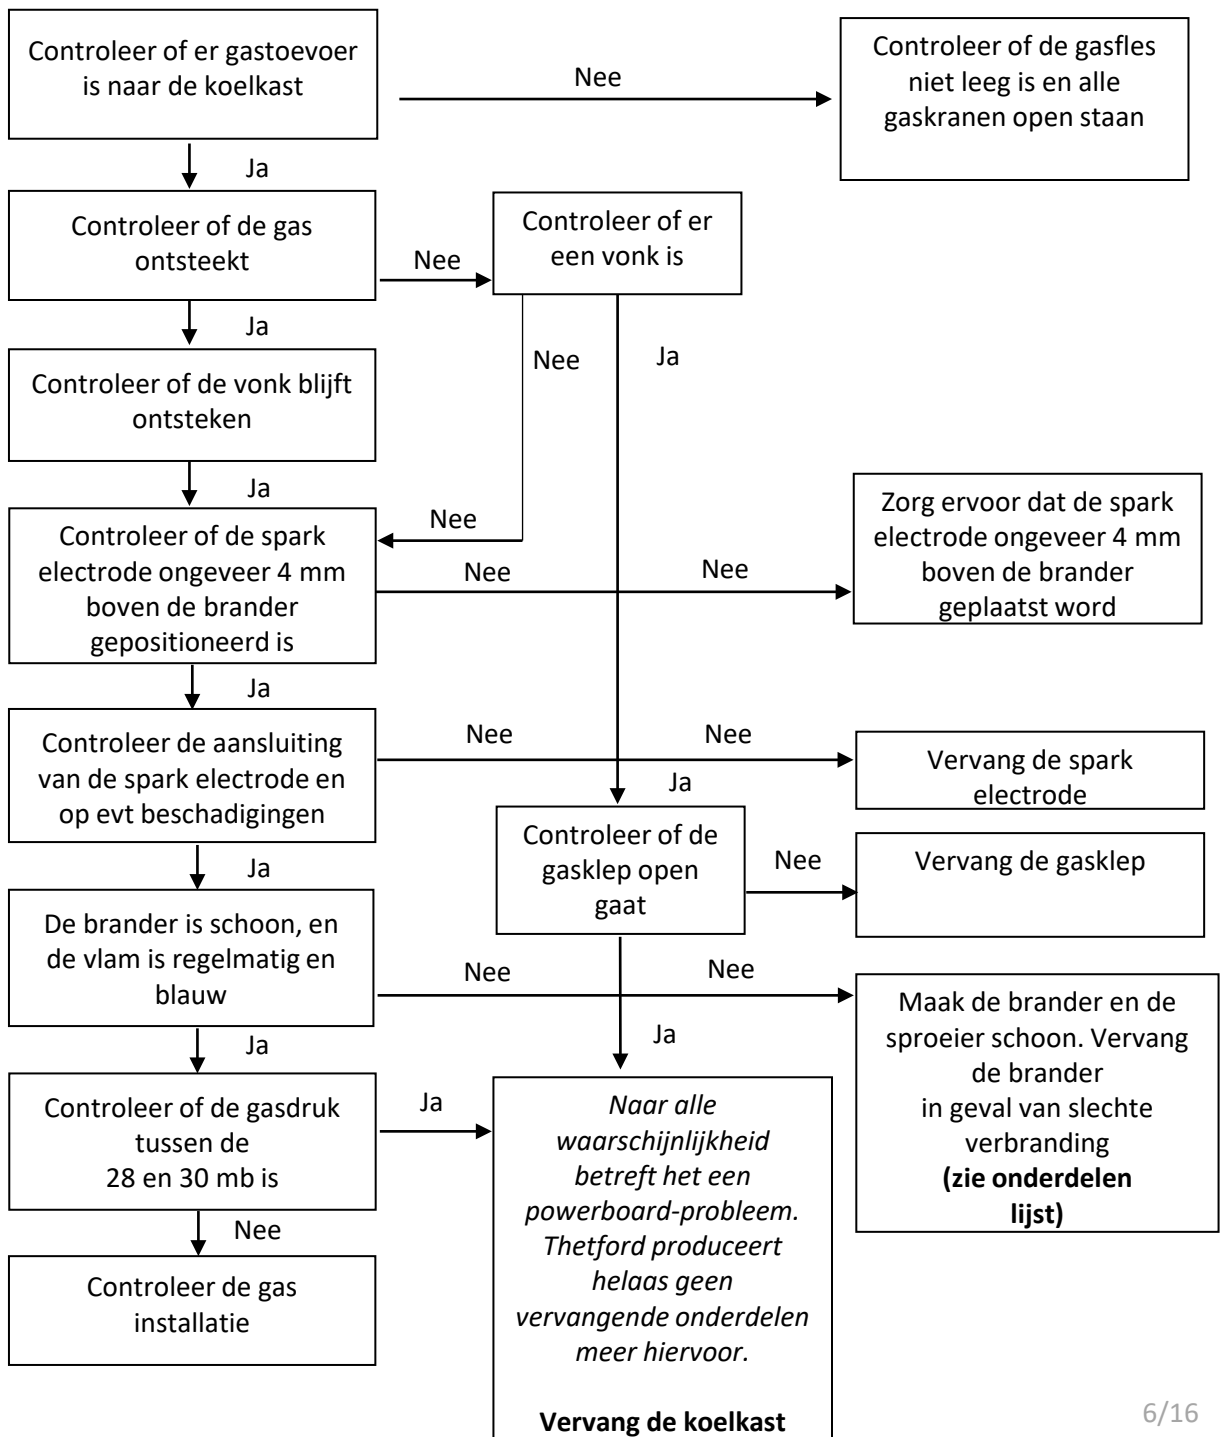 Controleer of er gastoevoer
is naar de koelkast
Nee
Controleer of de gasfles
niet leeg is en alle
gaskranen open staan
Ja
Controleer of de gas
ontsteekt
Nee
Controleer of er
een vonk is
Ja
Nee
Ja
Controleer of de vonk blijft
ontsteken
Ja
Nee
Controleer of de spark
electrode ongeveer 4 mm
boven de brander
gepositioneerd is
Nee
Nee
Zorg ervoor dat de spark
electrode ongeveer 4 mm
boven de brander
geplaatst word
Ja
Controleer de aansluiting
van de spark electrode en
op evt beschadigingen
Nee
Nee
Vervang de spark
electrode
Ja
Controleer of de
gasklep open
gaat
Nee
Vervang de gasklep
Ja
De brander is schoon, en
de vlam is regelmatig en
blauw
Nee
Nee
Maak de brander en de
sproeier schoon. Vervang
de brander
in geval van slechte
verbranding
(zie onderdelen
lijst)
Ja
Ja
Controleer of de gasdruk
tussen de
28 en 30 mb is
Ja
Naar alle
waarschijnlijkheid
betreft het een
powerboard-probleem.
Thetford produceert
helaas geen
vervangende onderdelen
meer hiervoor.
Vervang de koelkast
Nee
Controleer de gas
installatie
6/16